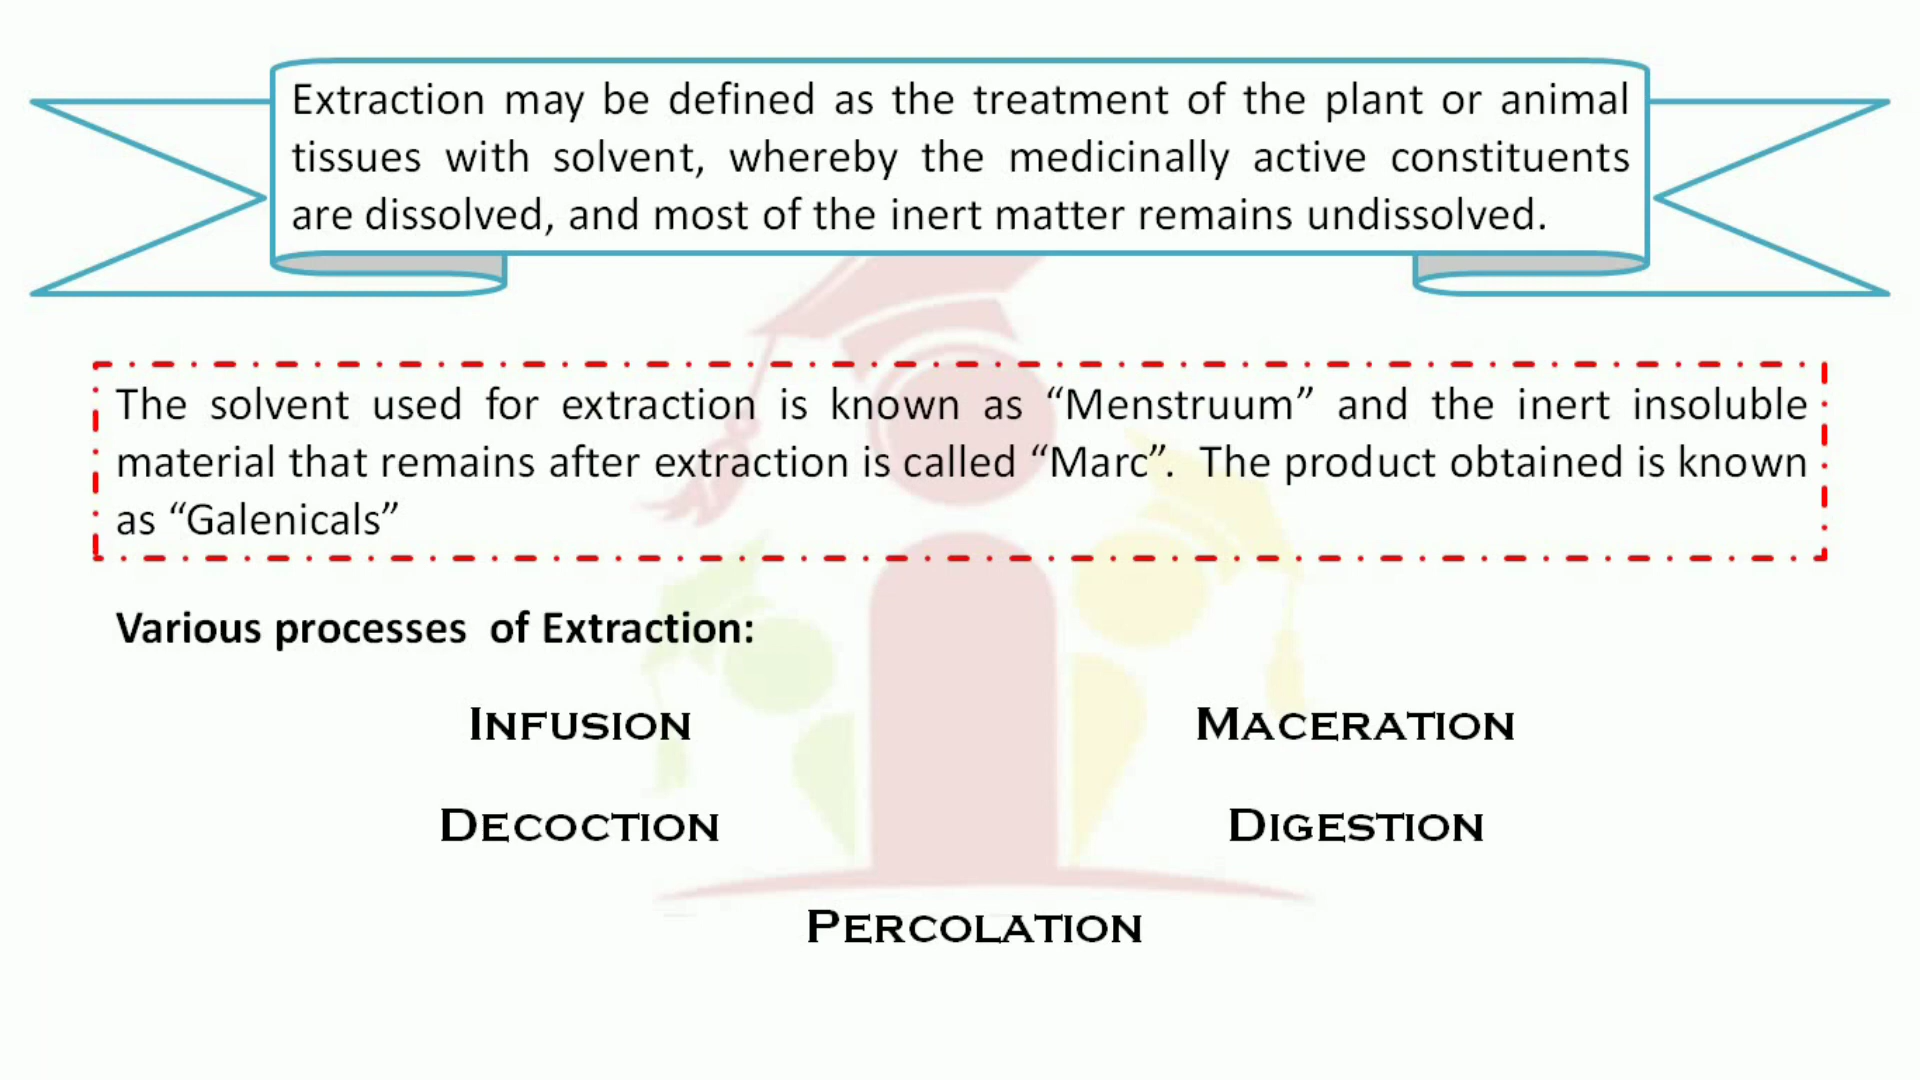 Extraction may be defined as the treatment of the plant or animal
tissues with solvent, whereby the medicinally active constituents
are dissolved, and most of the inert matter remains undissolved.
The solvent used for extraction is known as “Menstruum” and the inert insoluble
material that remains after extraction is called “Marc”. The product obtained is known
as “Galenicals”
Various processes of Extraction:
INFUSION
MACERATION
DECOCTION
DIGESTION
PERCOLATION